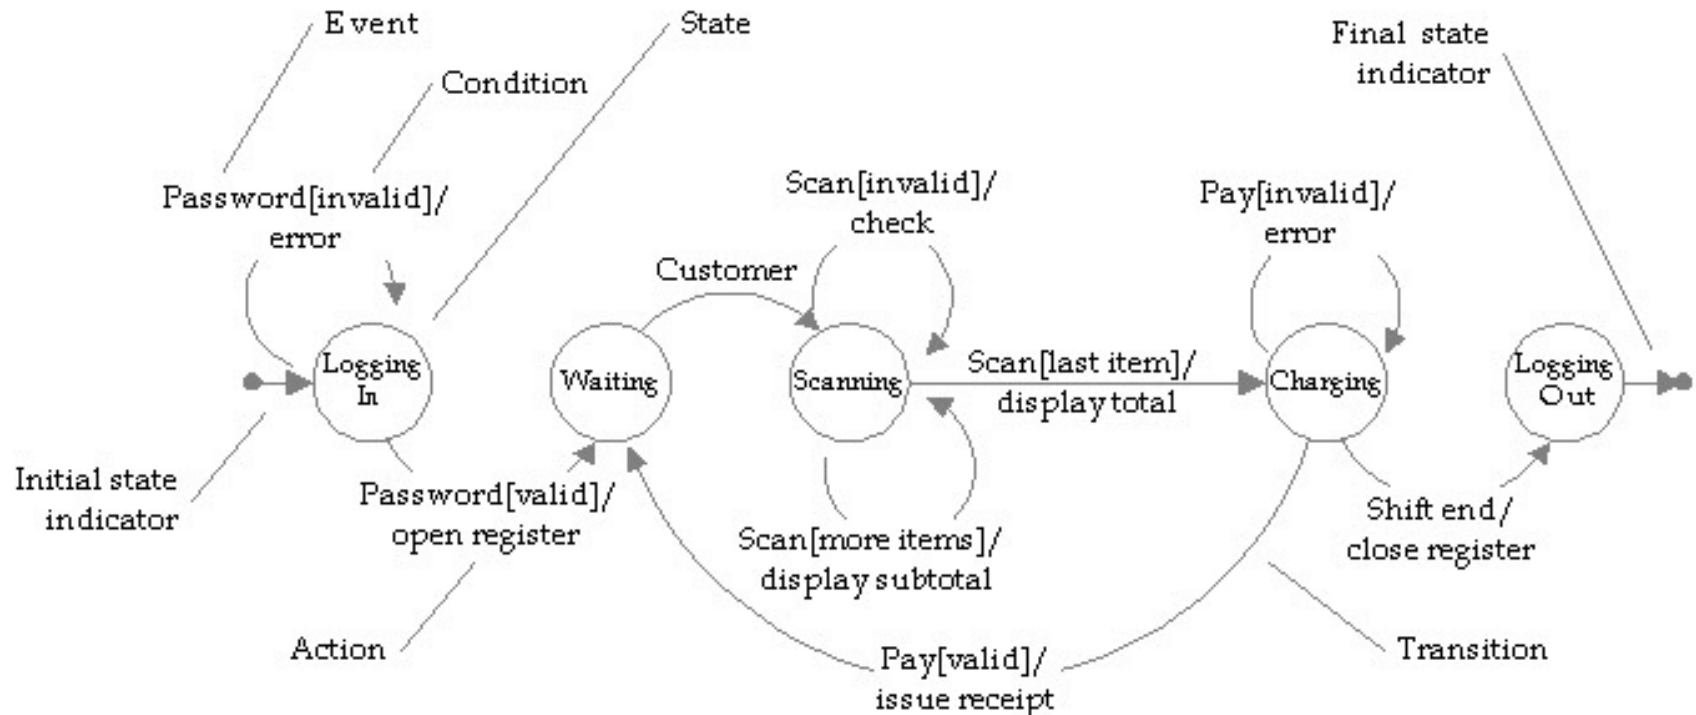 Event
State
Final state
indicator
Condition
Password[invalid]/
error
Scan[invalid]/
check
Pay[invalid]/
error
Customer
Logging
In
Waiting
Scanning
Scan[last item]/
display total
Charging
Logging
Out
Initial state
indicator
Password[valid]/
open register
Scan[more items]/
display subtotal
Shift end/
close register
Action
Pay[valid]/
issue receipt
Transition